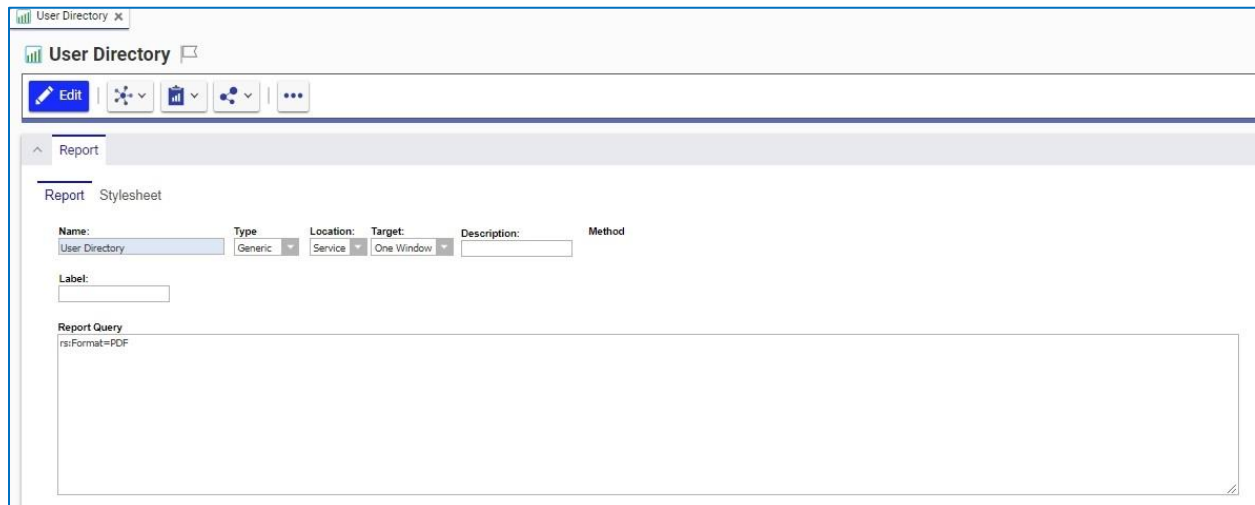 User Directory x
User Directory
Edit
Report
Report Stylesheet
Name: Type Location: Target: Description: Method
User Directory Generic Service One Window
Label:
Report Query
rs:Format=PDF